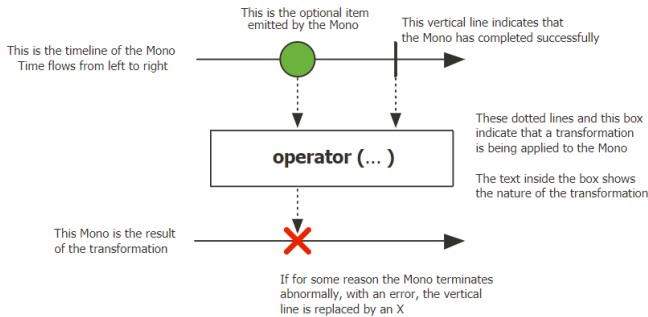 This is the optional item
emitted by the Mono
This vertical line indicates that
the Mono has completed successfully
This is the timeline of the Mono
Time flows from left to right
These dotted lines and this box
indicate that a transformation
is being applied to the Mono
The text inside the box shows
the nature of the transformation
operator (... )
This Mono is the result
of the transformation
If for some reason the Mono terminates
abnormally, with an error, the vertical
line is replaced by an X